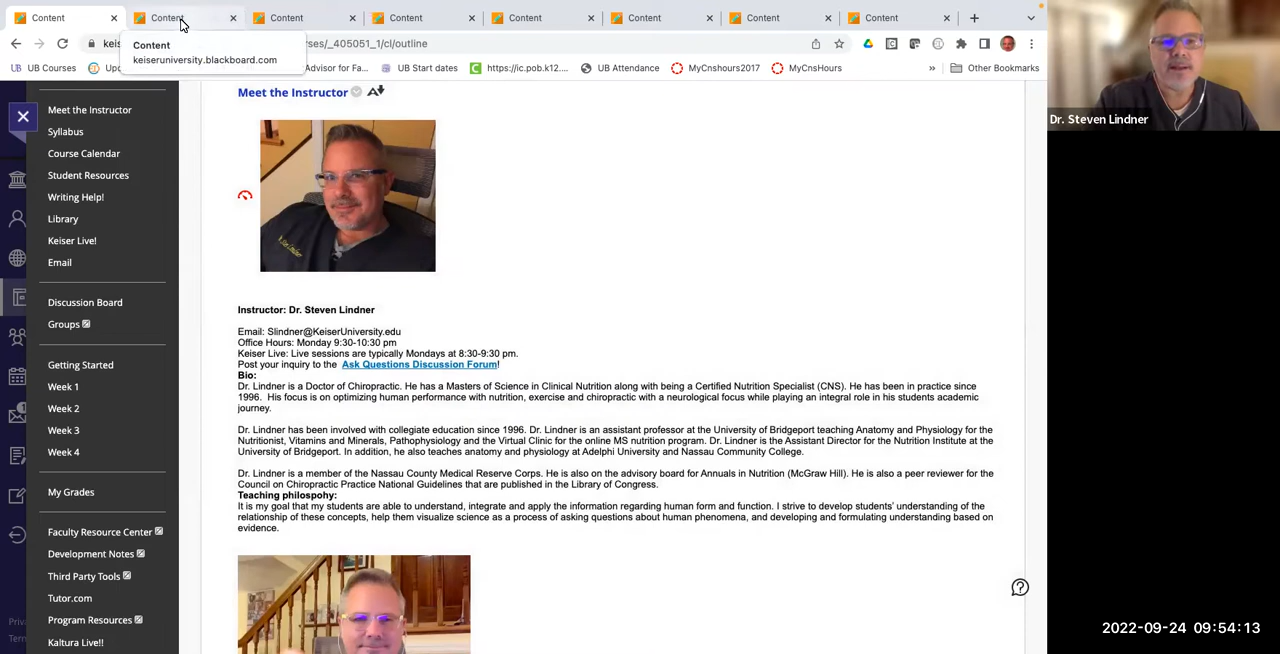 Content
Content
Content
Content
Content
Content
Content
Content
Content
keiseruniversity.blackboard.com
keis
rses/_405051_1/cl/outline
UB Courses
Upo
Advisor for Fa...
UB Start dates
https://ic.pob.k12....
UB Attendance
MyCnshours2017
MyCnsHours
»
Other Bookmarks
Meet the Instructor
Syllabus
Course Calendar
Student Resources
Writing Help!
Library
Keiser Live!
Email
Discussion Board
Groups
Getting Started
Week 1
Week 2
Week 3
Week 4
My Grades
Faculty Resource Center
Development Notes
Third Party Tools
Tutor.com
Program Resources
Kaltura Live!!
Priva
Term
Meet the Instructor
Instructor: Dr. Steven Lindner
Email: Slindner@KeiserUniversity.edu
Office Hours: Monday 9:30-10:30 pm
Keiser Live: Live sessions are typically Mondays at 8:30-9:30 pm.
Post your inquiry to the Ask Questions Discussion Forum!
Bio:
Dr. Lindner is a Doctor of Chiropractic. He has a Masters of Science in Clinical Nutrition along with being a Certified Nutrition Specialist (CNS). He has been in practice since
1996. His focus is on optimizing human performance with nutrition, exercise and chiropractic with a neurological focus while playing an integral role in his students academic
journey.
Dr. Lindner has been involved with collegiate education since 1996. Dr. Lindner is an assistant professor at the University of Bridgeport teaching Anatomy and Physiology for the
Nutritionist, Vitamins and Minerals, Pathophysiology and the Virtual Clinic for the online MS nutrition program. Dr. Lindner is the Assistant Director for the Nutrition Institute at the
University of Bridgeport. In addition, he also teaches anatomy and physiology at Adelphi University and Nassau Community College.
Dr. Lindner is a member of the Nassau County Medical Reserve Corps. He is also on the advisory board for Annuals in Nutrition (McGraw Hill). He is also a peer reviewer for the
Council on Chiropractic Practice National Guidelines that are published in the Library of Congress.
Teaching philospohy:
It is my goal that my students are able to understand, integrate and apply the information regarding human form and function. I strive to develop students' understanding of the
relationship of these concepts, help them visualize science as a process of asking questions about human phenomena, and developing and formulating understanding based on
evidence.
Dr. Steven Lindner
2022-09-24 09:54:13